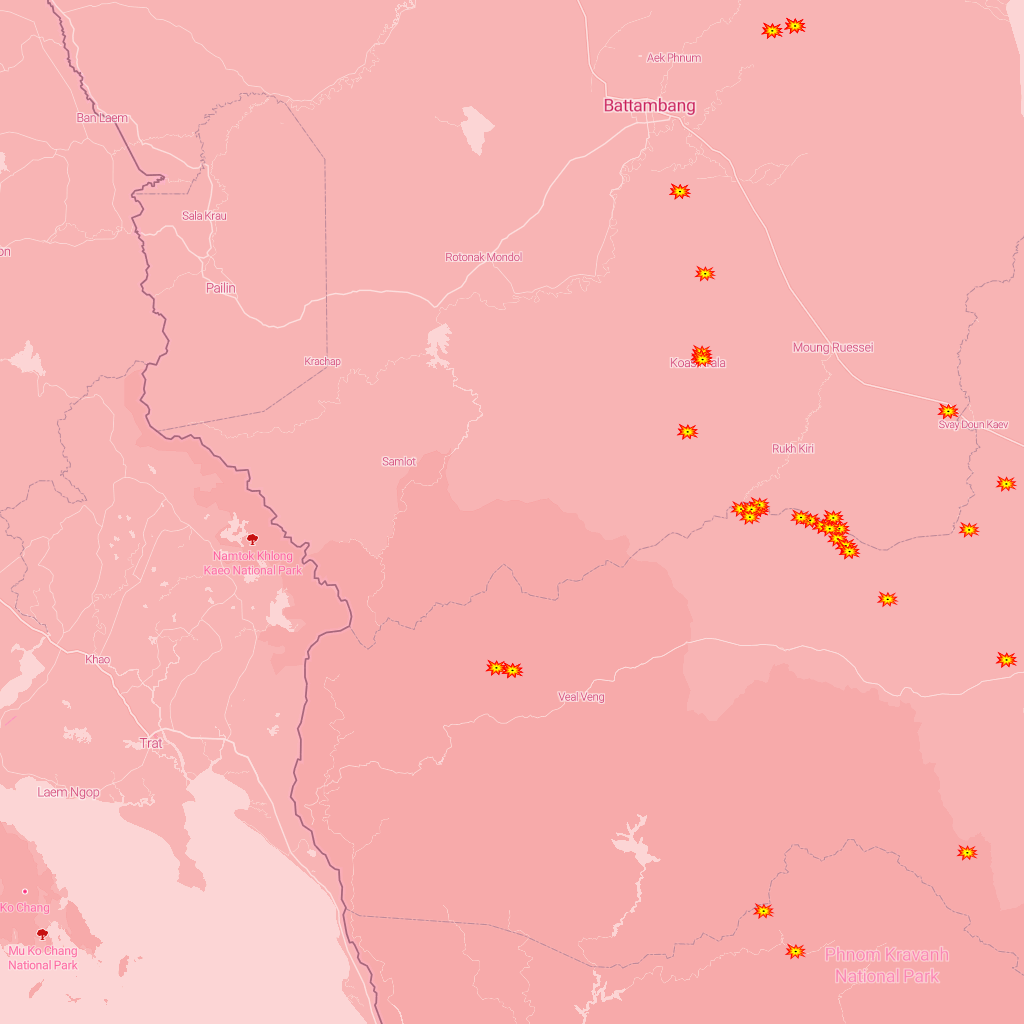 Aek Phnum
Battambang
Ban Laem
Sala Krau
on
Rotonak Mondol
Pailin
Moung Ruessei
Krachap
Svay Doun Kaev
Rukh Kiri
Samlot
Namtok Khlong
Kaeo National Park
Khao
Veal Veng
Trat
Laem Ngop
Ko Chang
Mu Ko Chang
National Park
Phnom Kravanh
National Park